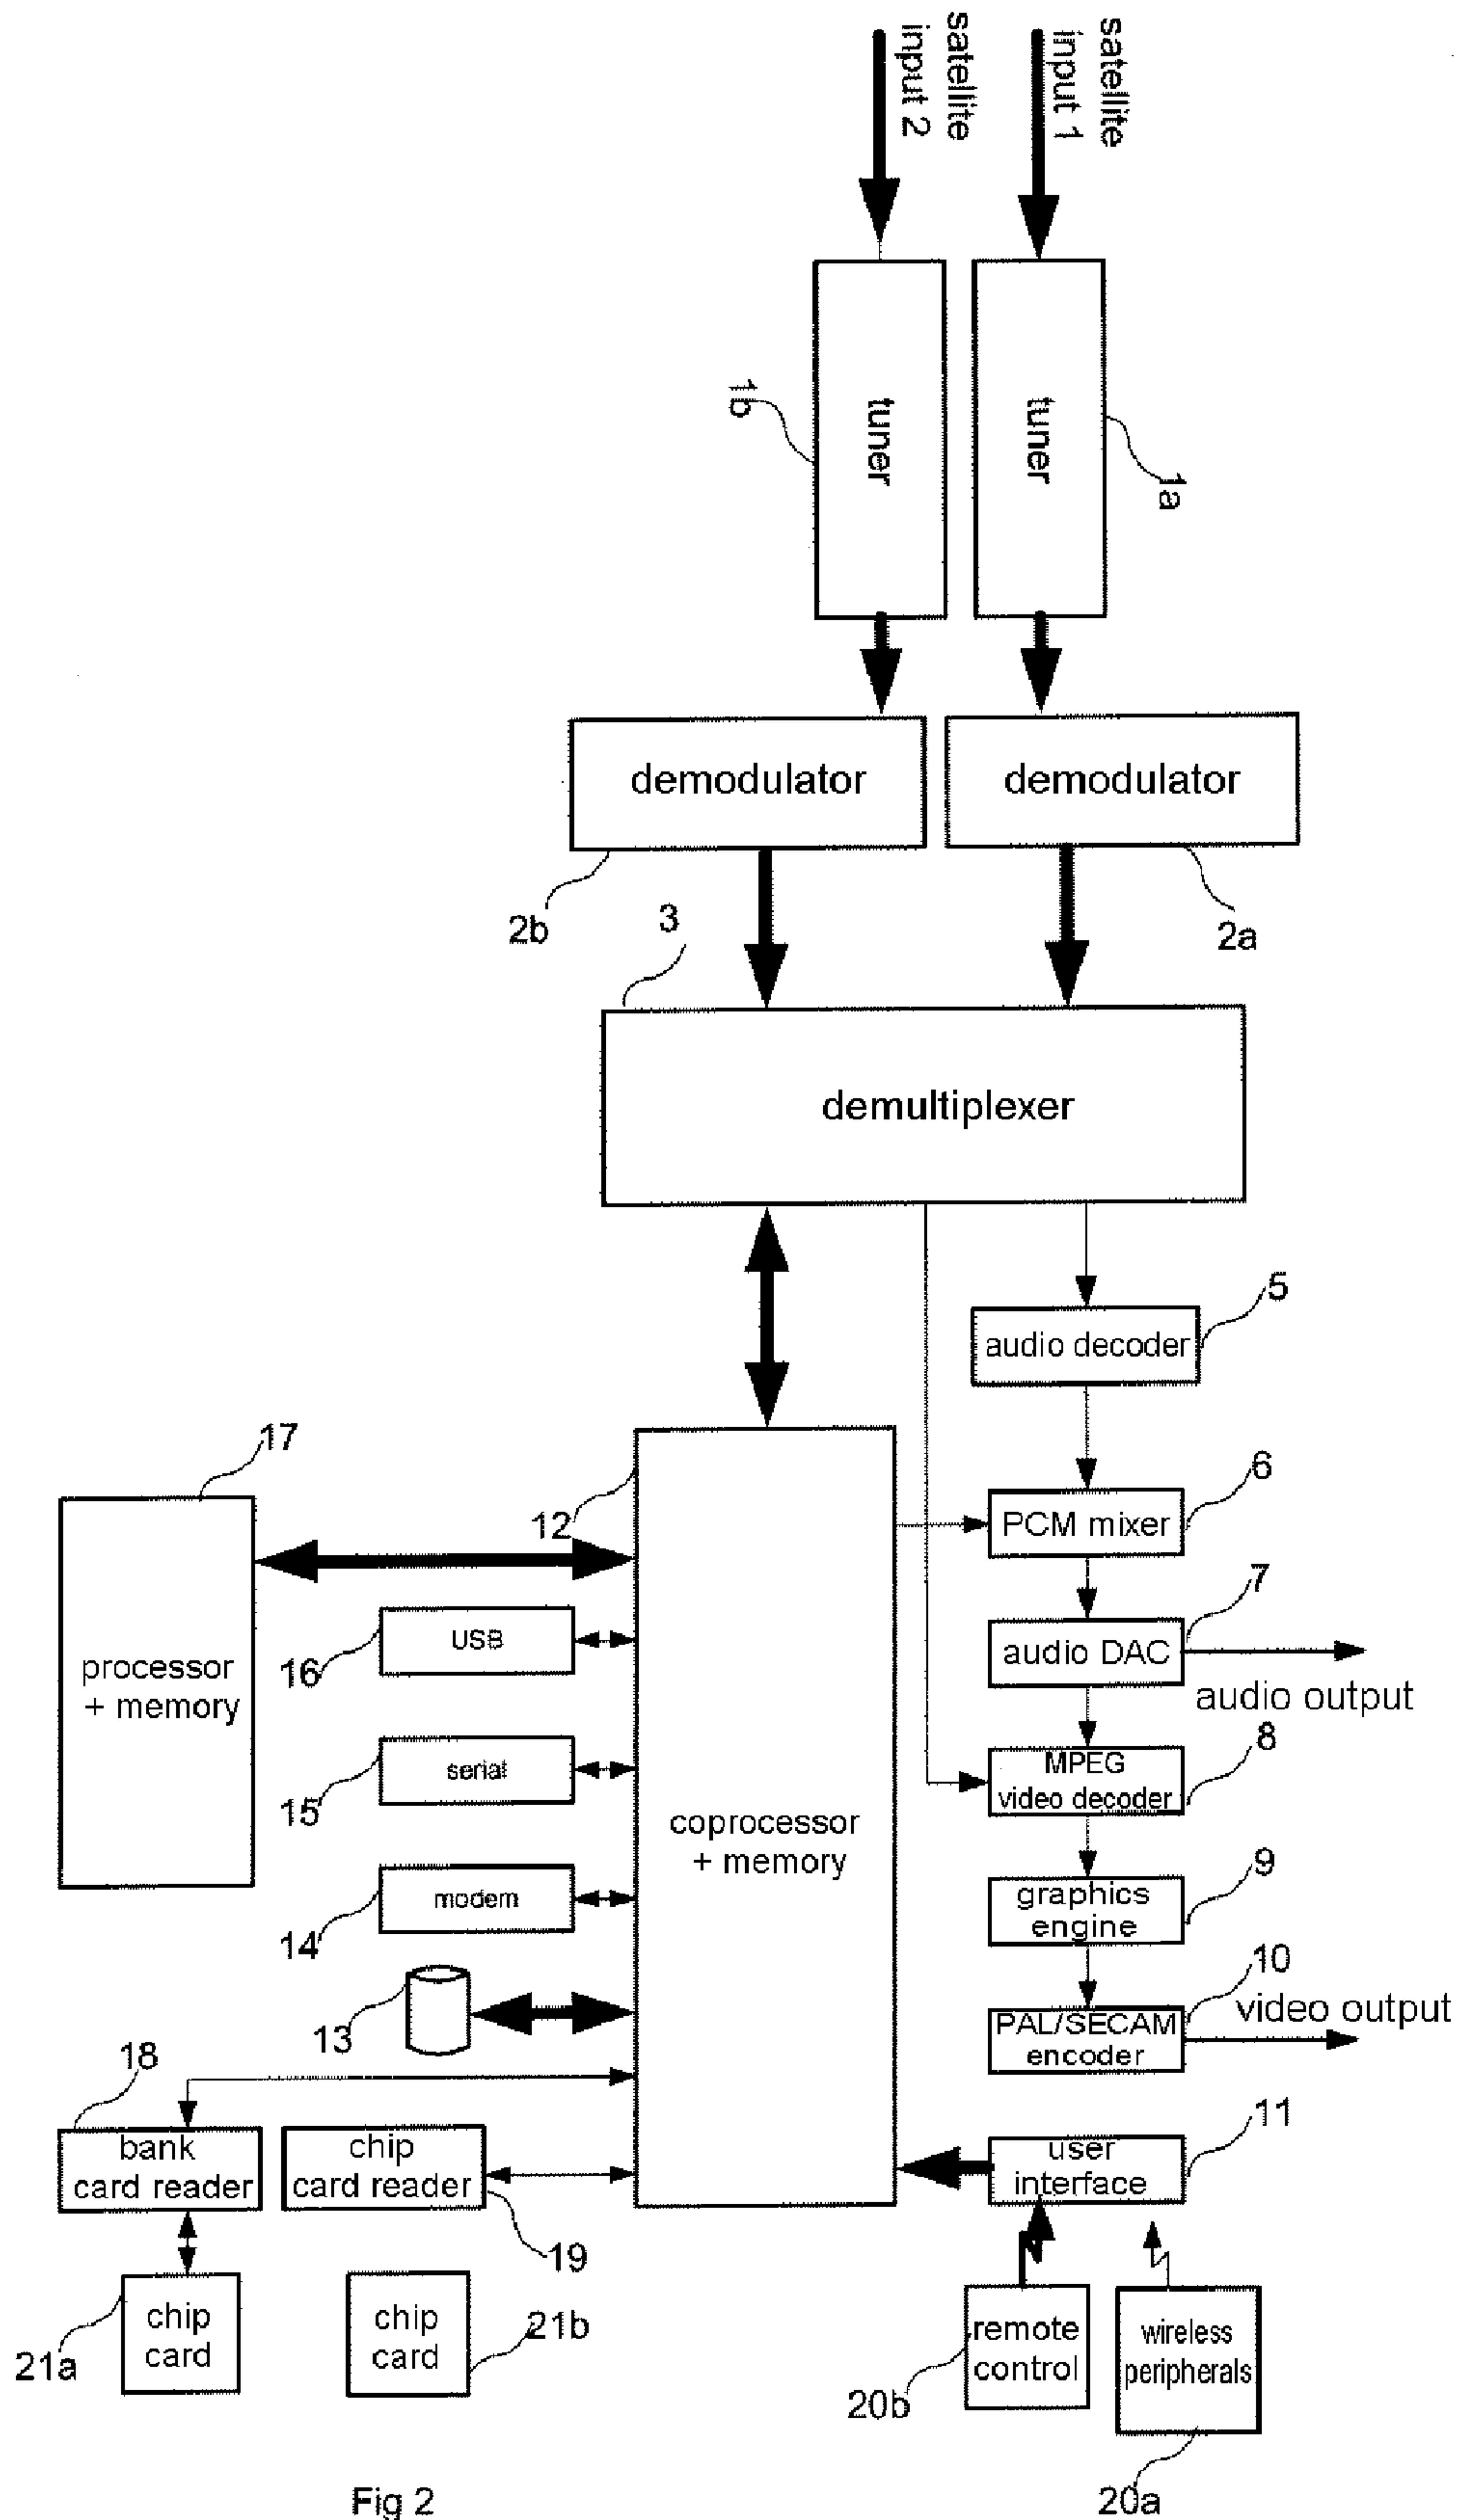 satellite
input 1
satellite
input 2
tuner
tuner
1b
1a
demodulator
demodulator
2b
2a
3
demultiplexer
5
audio decoder
17
12
6
PCM mixer
7
audio DAC
audio output
processor
+ memory
USB
16
8
MPEG
video decoder
serial
15
coprocessor
+ memory
9
graphics
engine
modem
14
10
video output
PAL/SECAM
encoder
13
18
11
bank
card reader
chip
card reader
user
interface
19
chip
card
21a
chip
card
21b
remote
control
20b
wireless
peripherals
20a
Fig 2